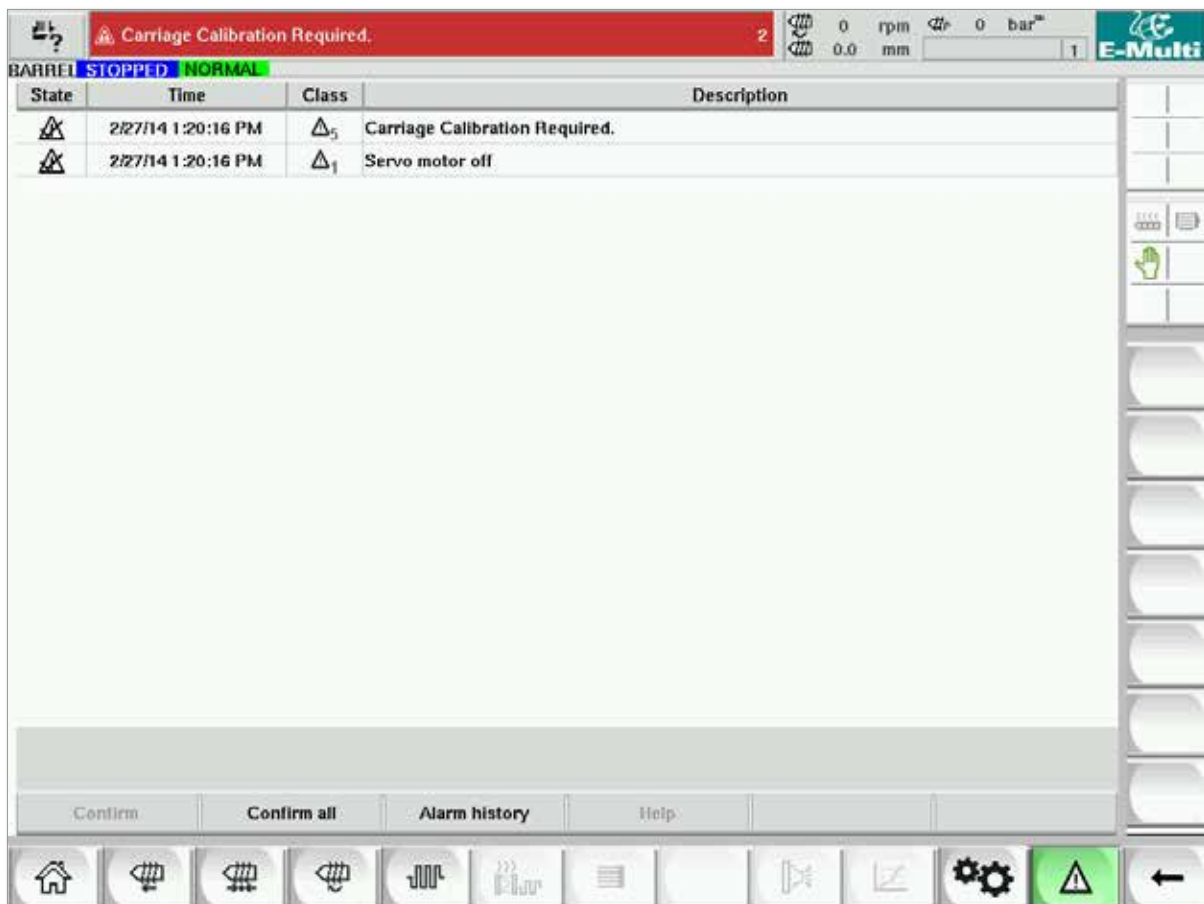 ?
Carriage Calibration Required. 2
0 rpm 0 bar
0.0 mm 1
E-Multi
BARREL STOPPED NORMAL
State Time Class Description
2/27/14 1:20:16 PM 5 Carriage Calibration Required.
2/27/14 1:20:16 PM 1 Servo motor off
Confirm Confirm all Alarm history Help